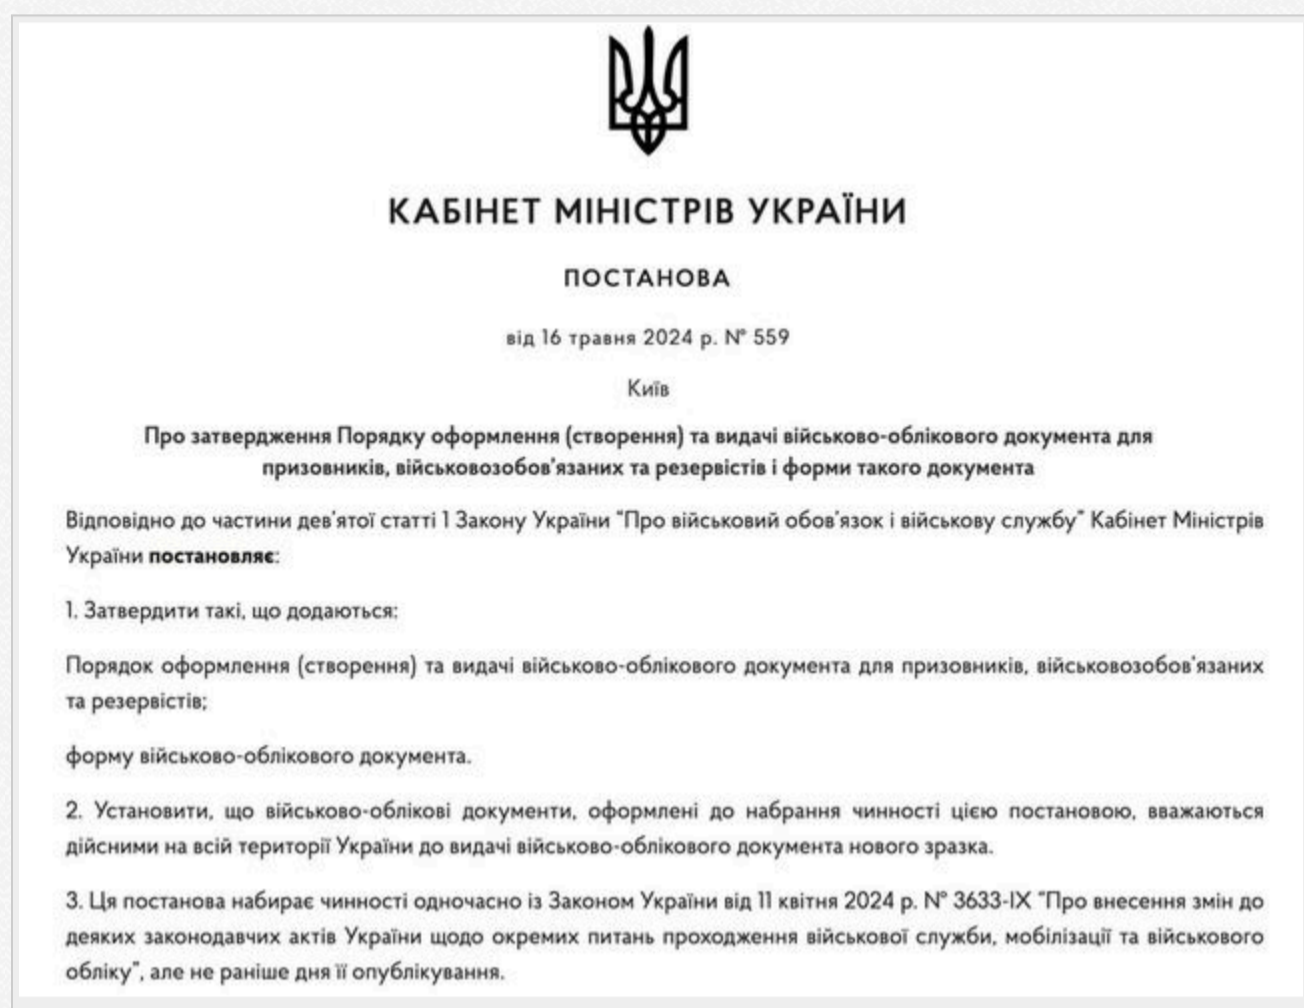 КАБІНЕТ МІНІСТРІВ УКРАЇНИ
ПОСТАНОВА
від 16 травня 2024 р. № 559
Київ
Про затвердження Порядку оформлення (створення) та видачі військово-облікового документа для
призовників, військовозобов'язаних та резервістів і форми такого документа
Відповідно до частини дев'ятої статті 1 Закону України "Про військовий обов'язок і військову службу" Кабінет Міністрів
України постановляє:
1. Затвердити такі, що додаються:
Порядок оформлення (створення) та видачі військово-облікового документа для призовників, військовозобов'язаних
та резервістів;
форму військово-облікового документа.
2. Установити, що військово-облікові документи, оформлені до набрання чинності цією постановою, вважаються
дійсними на всій території України до видачі військово-облікового документа нового зразка.
3. Ця постанова набирає чинності одночасно із Законом України від 11 квітня 2024 р. № 3633-IX "Про внесення змін до
деяких законодавчих актів України щодо окремих питань проходження військової служби, мобілізації та військового
обліку", але не раніше дня її опублікування.